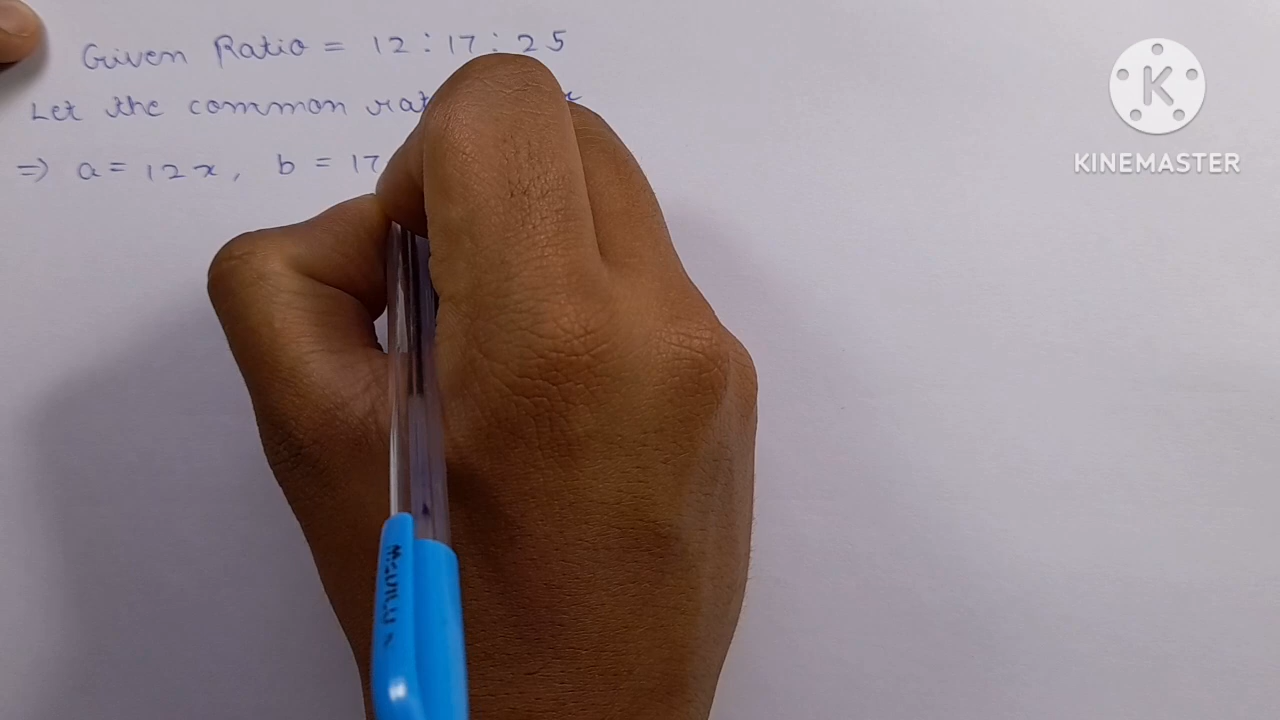 Given Ratio = 12 : 17 : 25
Let the common
=) a = 12x, b = 17
K
KINEMASTER